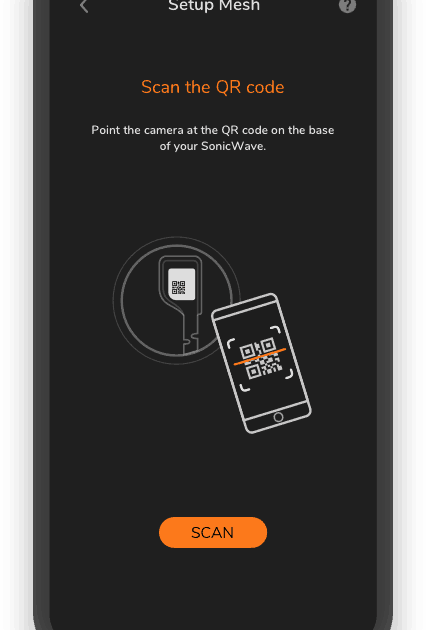 Setup Mesh
Scan the QR code
Point the camera at the QR code on the base
of your SonicWave.
SCAN